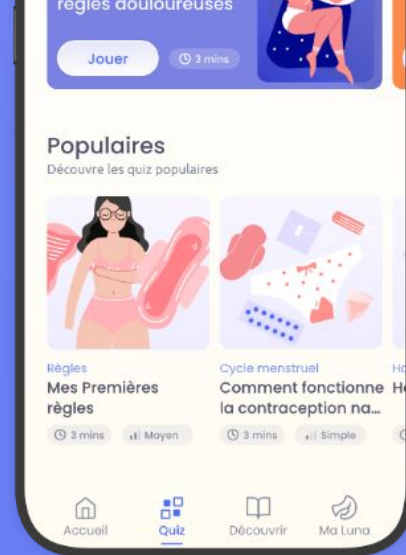 règles douloureuses
Jouer
3 mins
Populaires
Découvre les quiz populaires
Règles
Mes Premières
règles
3 mins
Moyen
Cycle menstruel
Comment fonctionne
la contraception na...
3 mins
Simple
Accueil
Quiz
Découvrir
Ma Luna